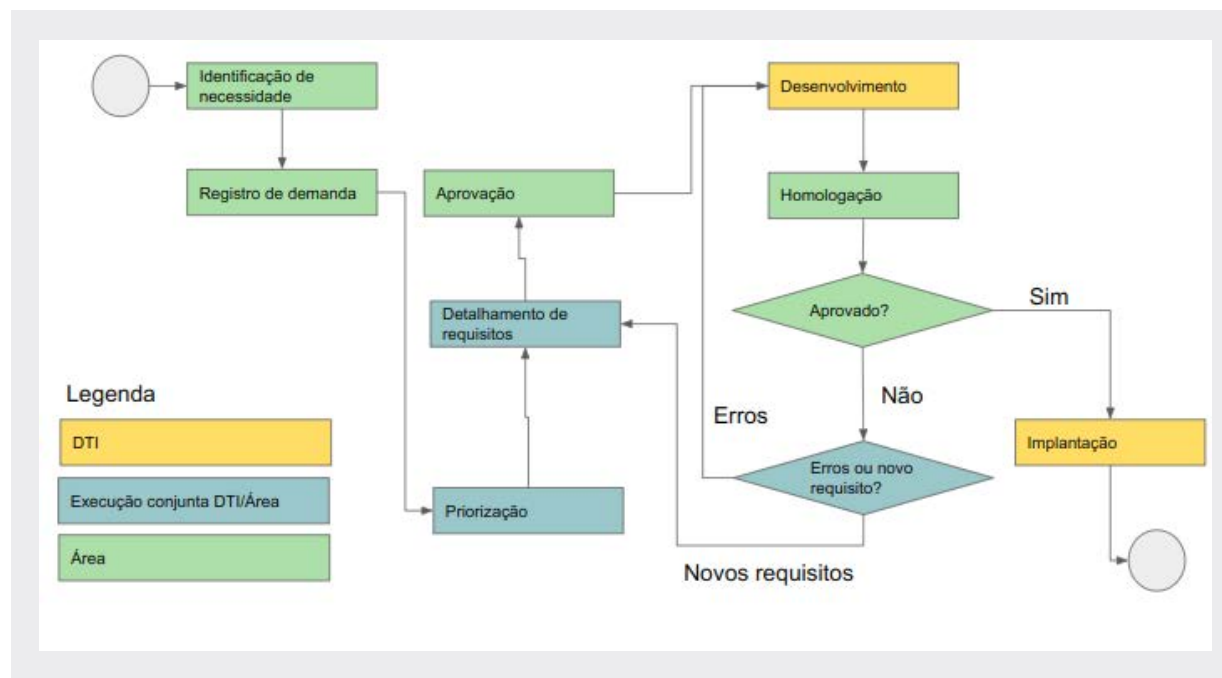 Identificação de
necessidade
Registro de demanda
Aprovação
Detalhamento de
requisitos
Priorização
Desenvolvimento
Homologação
Aprovado?
Sim
Não
Erros
Erros ou novo
requisito?
Novos requisitos
Implantação
Legenda
DTI
Execução conjunta DTI/Área
Área